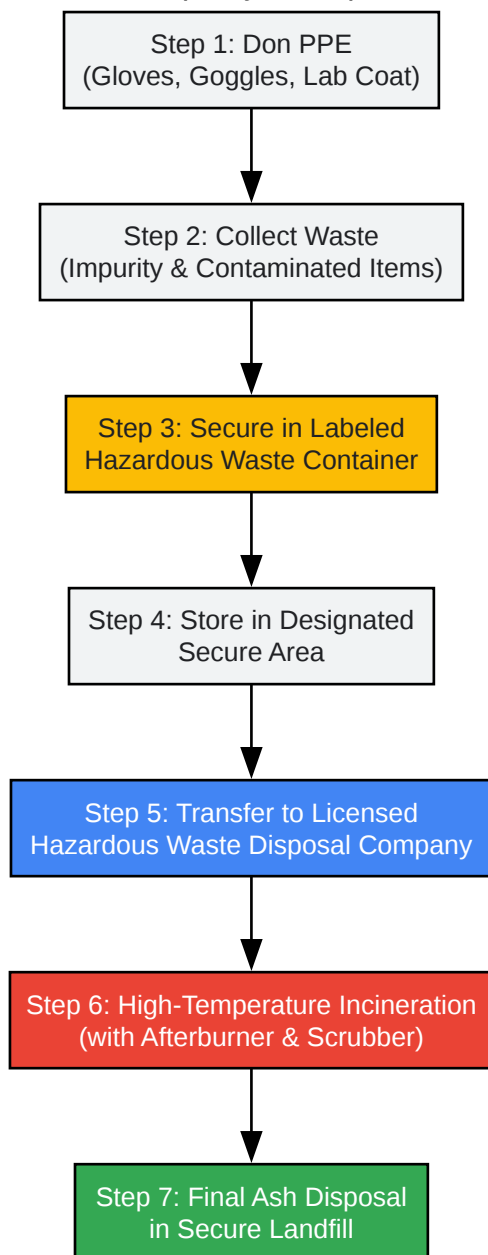 Step 1: Don PPE
(Gloves, Goggles, Lab Coat)
Step 2: Collect Waste
(Impurity & Contaminated Items)
Step 3: Secure in Labeled
Hazardous Waste Container
Step 4: Store in Designated
Secure Area
Step 5: Transfer to Licensed
Hazardous Waste Disposal Company
Step 6: High-Temperature Incineration
(with Afterburner & Scrubber)
Step 7: Final Ash Disposal
in Secure Landfill